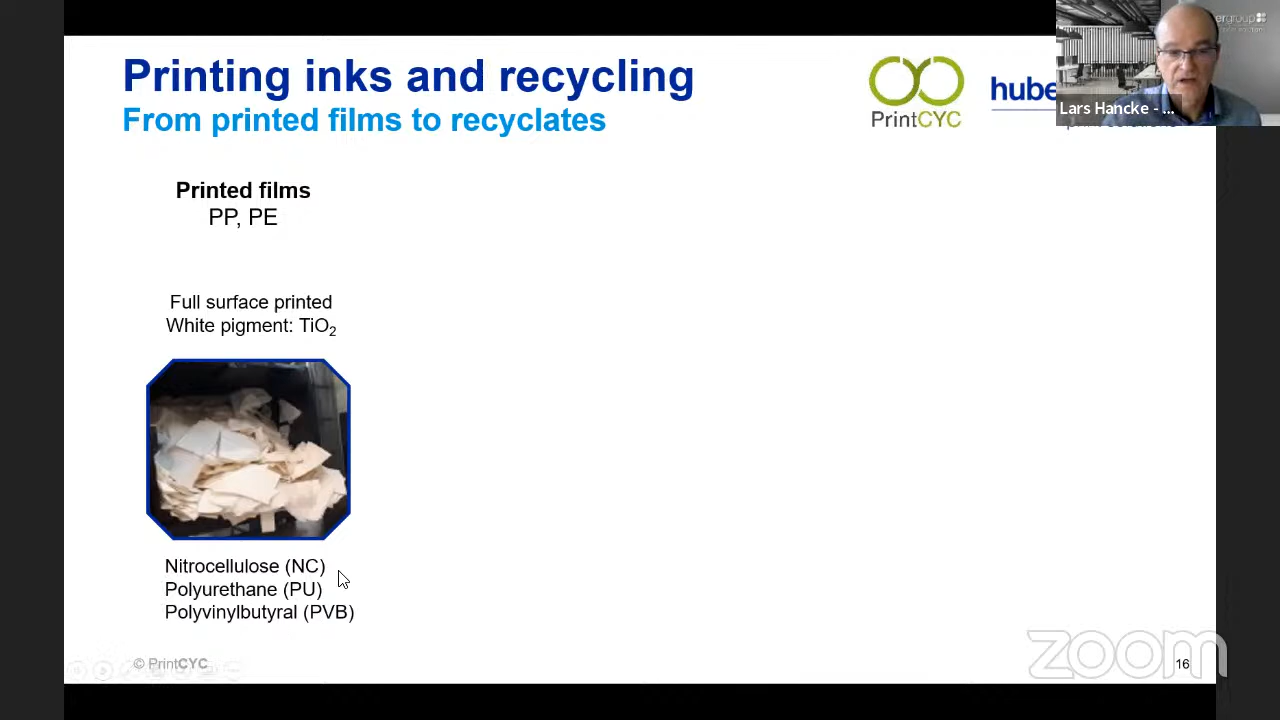 Printing inks and recycling
From printed films to recyclates
PrintCYC
hube
Lars Hancke - ...
Printed films
PP, PE
Full surface printed
White pigment: TiO₂
Nitrocellulose (NC)
Polyurethane (PU)
Polyvinylbutyral (PVB)
© PrintCYC
zoom
16